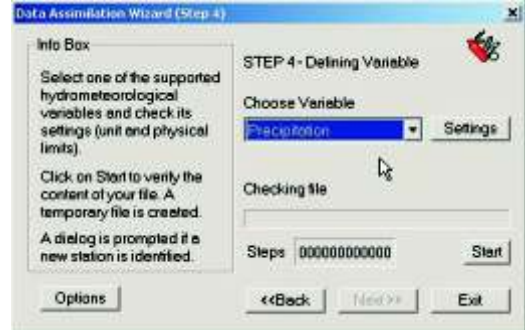 Data Assimilation Wizard (Step 4)
Info Box
Select one of the supported
hydrometeorological
variables and check its
settings (unit and physical
limits).
Click on Start to verify the
content of your file. A
temporary file is created.
A dialog is prompted if a
new station is identified.
STEP 4 - Defining Variable
Choose Variable
Precipitation
Settings
Checking file
Steps 000000000000
Start
Options
<<Back
Next >>
Exit